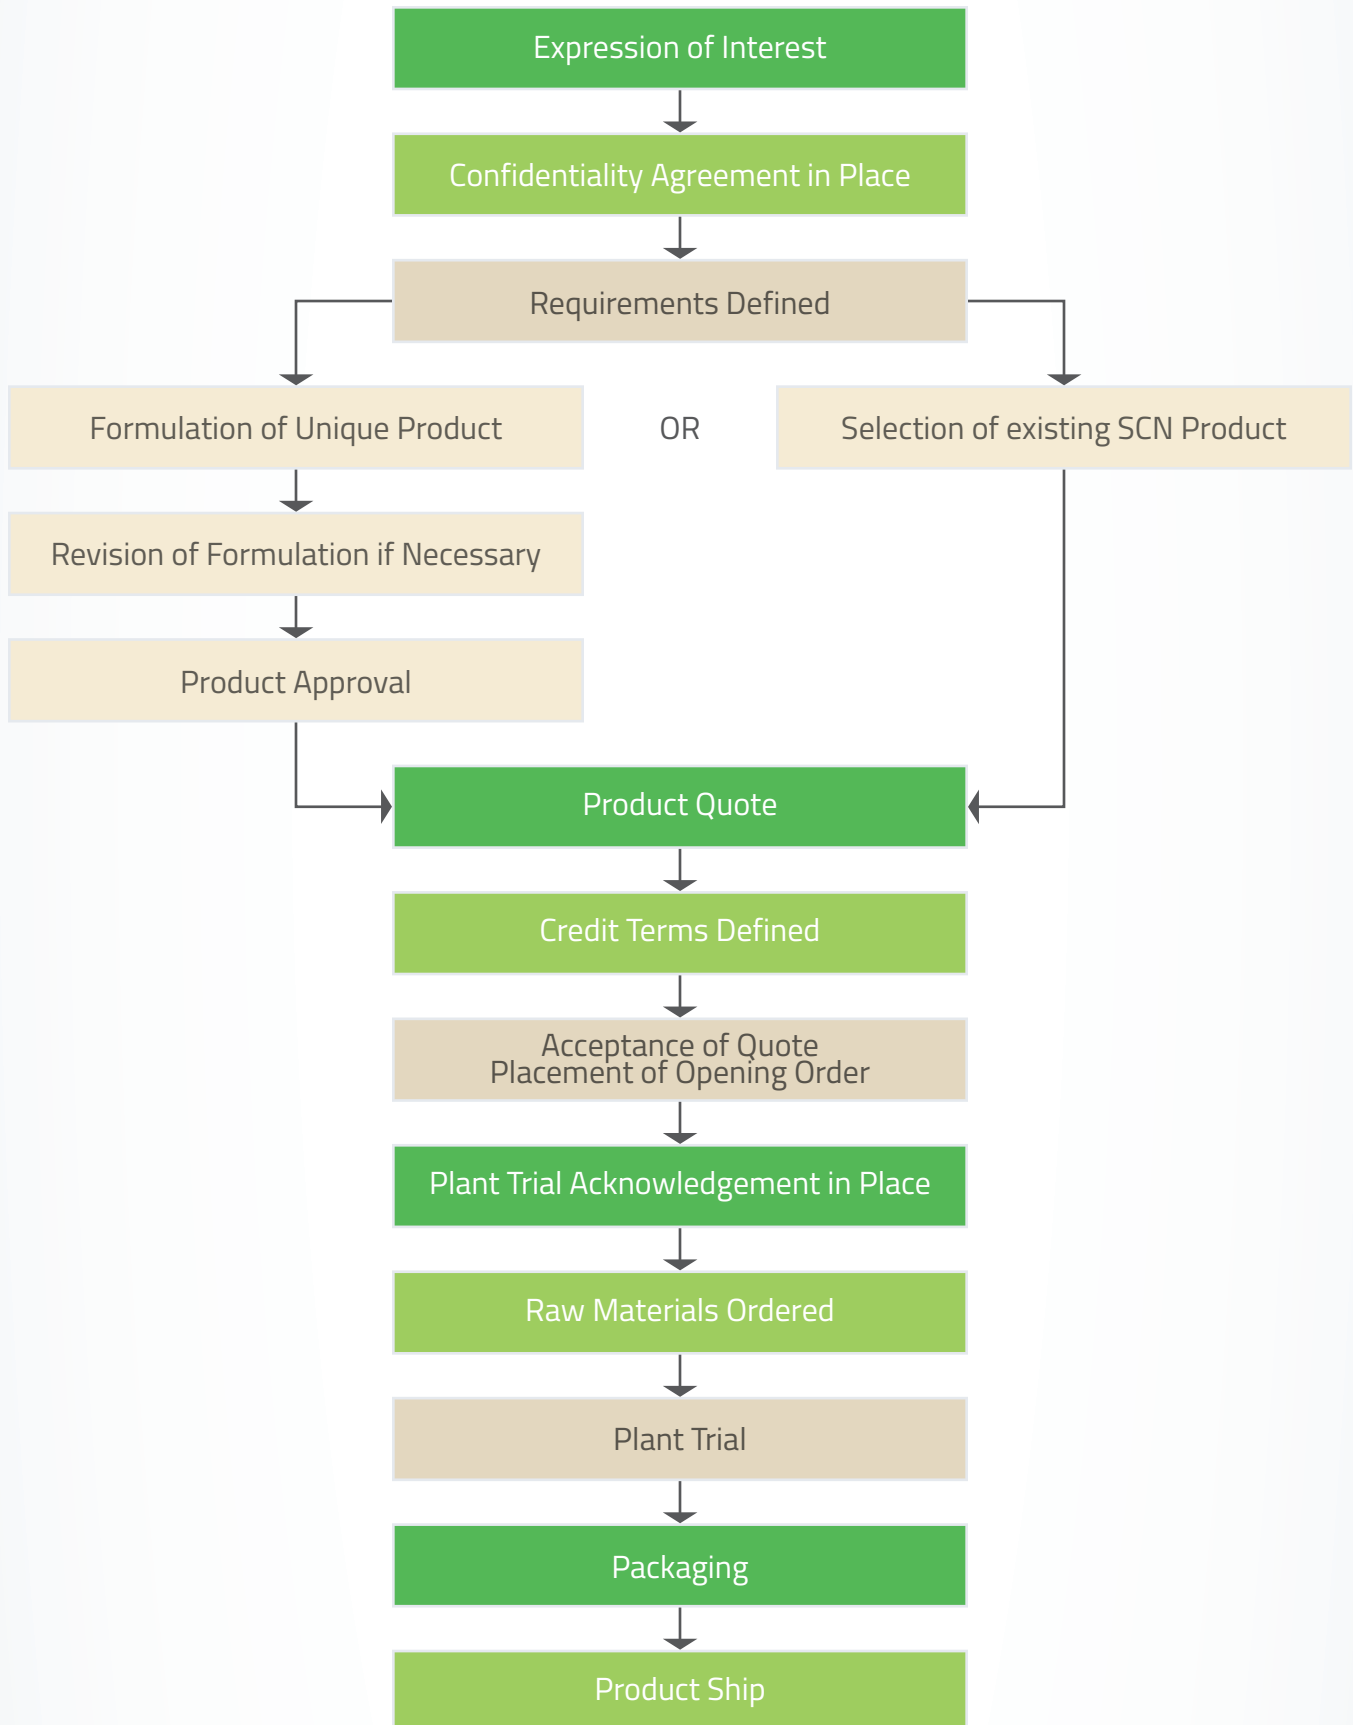 Expression of Interest
Confidentiality Agreement in Place
Requirements Defined
Formulation of Unique Product
OR
Selection of existing SCN Product
Revision of Formulation if Necessary
Product Approval
Product Quote
Credit Terms Defined
Acceptance of Quote
Placement of Opening Order
Plant Trial Acknowledgement in Place
Raw Materials Ordered
Plant Trial
Packaging
Product Ship